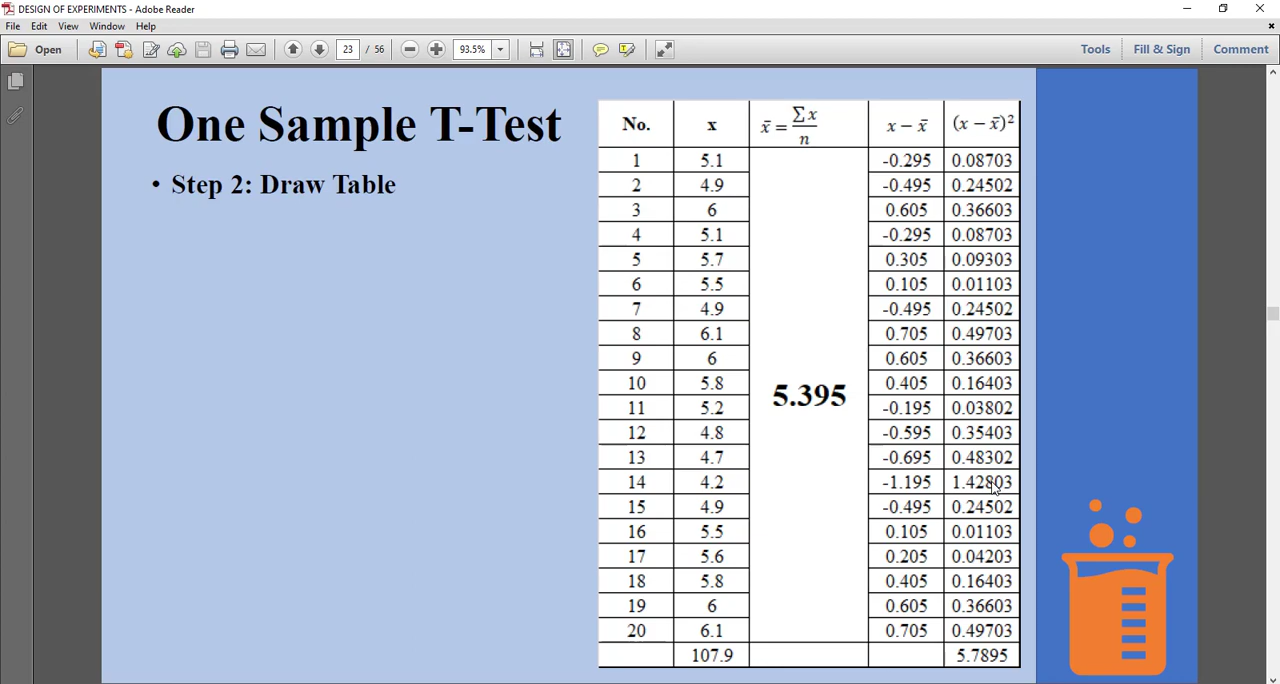 DESIGN OF EXPERIMENTS - Adobe Reader
File Edit View Window Help
Open 23 / 56 93.5% Tools Fill & Sign Comment
One Sample T-Test
• Step 2: Draw Table
No. x x̄ = ∑x / n x − x̄ (x − x̄)²
1 5.1 -0.295 0.08703
2 4.9 -0.495 0.24502
3 6 0.605 0.36603
4 5.1 -0.295 0.08703
5 5.7 0.305 0.09303
6 5.5 0.105 0.01103
7 4.9 -0.495 0.24502
8 6.1 0.705 0.49703
9 6 0.605 0.36603
10 5.8 0.405 0.16403
5.395
11 5.2 -0.195 0.03802
12 4.8 -0.595 0.35403
13 4.7 -0.695 0.48302
14 4.2 -1.195 1.42803
15 4.9 -0.495 0.24502
16 5.5 0.105 0.01103
17 5.6 0.205 0.04203
18 5.8 0.405 0.16403
19 6 0.605 0.36603
20 6.1 0.705 0.49703
107.9 5.7895